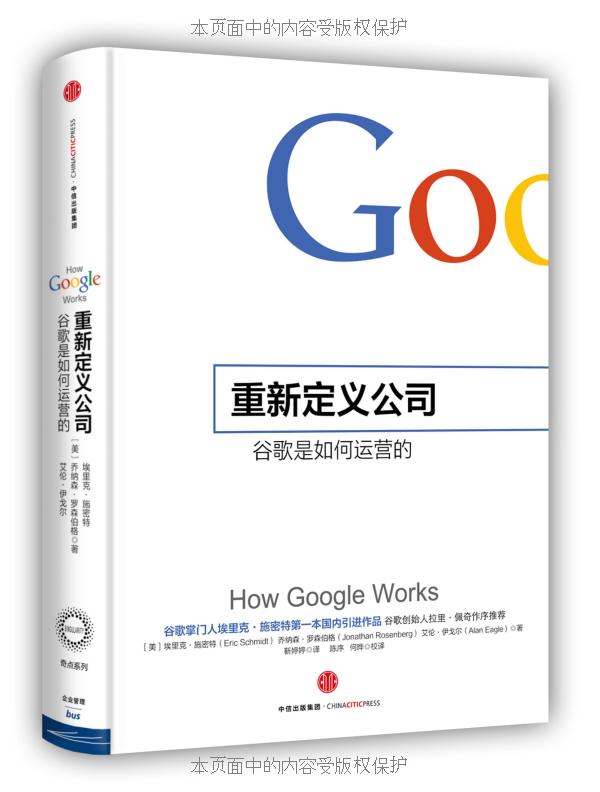 本页面中的内容受版权保护
中信出版集团·CHINACITICPRESS
How
Google
Works
重新定义公司
谷歌是如何运营的
[美]
埃里克·施密特
乔纳森·罗森伯格◎著
艾伦·伊戈尔
SINGULARITY
奇点系列
企业管理
bus
Goo
重新定义公司
谷歌是如何运营的
How Google Works
谷歌掌门人埃里克·施密特第一本国内引进作品 谷歌创始人拉里·佩奇作序推荐
[美]埃里克·施密特（Eric Schmidt）乔纳森·罗森伯格（Jonathan Rosenberg）艾伦·伊戈尔（Alan Eagle）◎著
靳婷婷◎译 陈序 何晔◎校译
中信出版集团·CHINACITICPRESS
本页面中的内容受版权保护